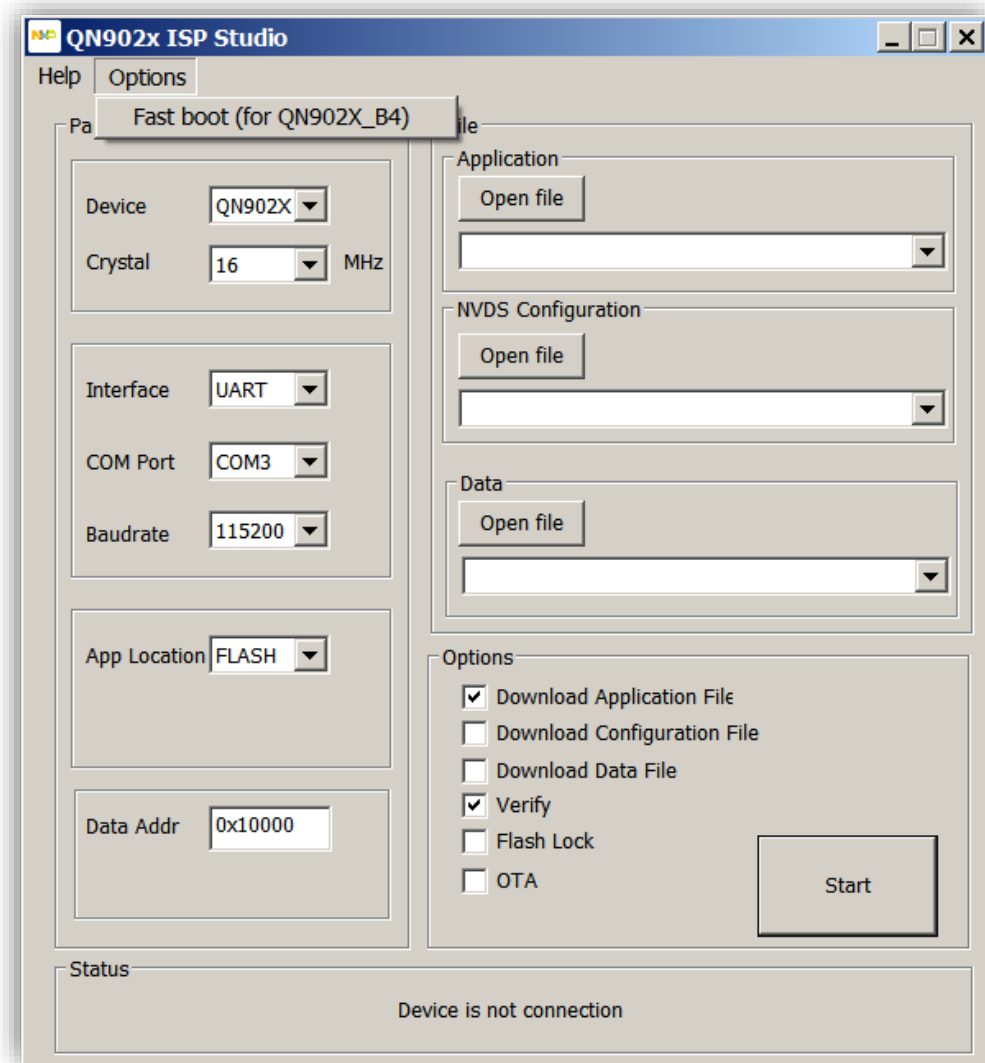 NXP QN902x ISP Studio
Help Options
Fast boot (for QN902X_B4)
Pa
ile
Device QN902X
Crystal 16 MHz
Interface UART
COM Port COM3
Baudrate 115200
App Location FLASH
Data Addr 0x10000
Application
Open file
NVDS Configuration
Open file
Data
Open file
Options
Download Application File
Download Configuration File
Download Data File
Verify
Flash Lock
OTA
Start
Status
Device is not connection